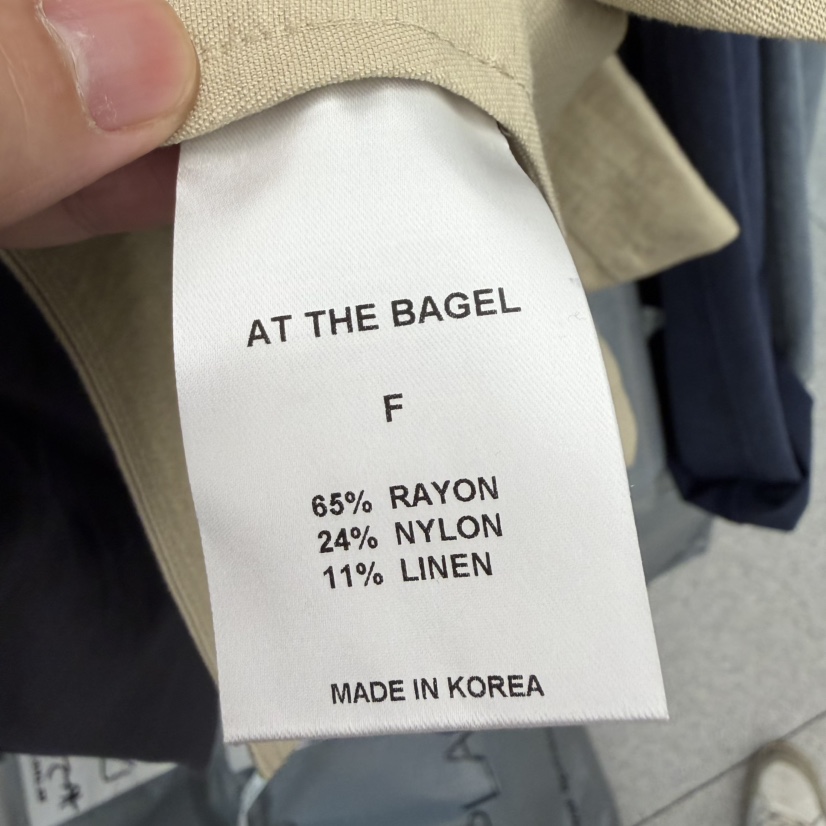 AT THE BAGEL
F
65% RAYON
24% NYLON
11% LINEN
MADE IN KOREA